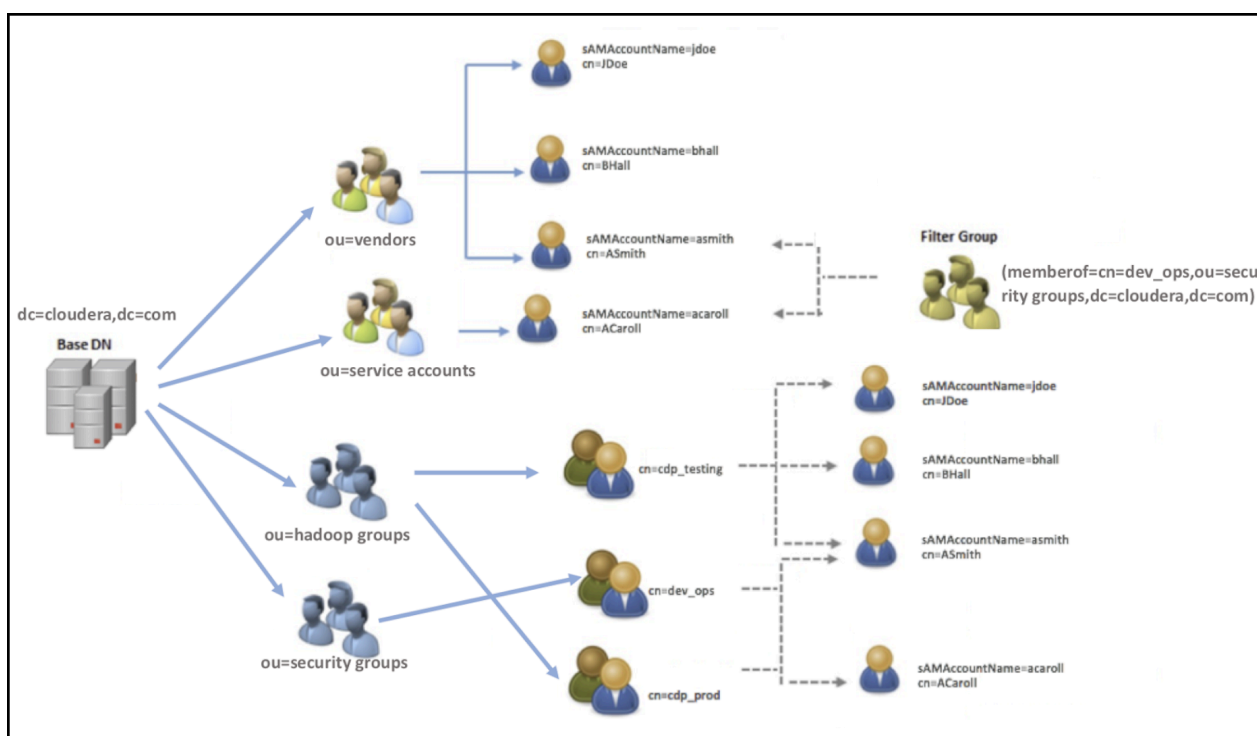 sAMAccountName=jdoe
cn=JDoe
sAMAccountName=bhall
cn=BHall
ou=vendors
sAMAccountName=asmith
cn=ASmith
Filter Group
(memberof=cn=dev_ops,ou=secu
rity groups,dc=cloudera,dc=com)
dc=cloudera,dc=com
Base DN
sAMAccountName=acaroll
cn=ACaroll
ou=service accounts
sAMAccountName=jdoe
cn=JDoe
cn=cdp_testing
sAMAccountName=bhall
cn=BHall
ou=hadoop groups
sAMAccountName=asmith
cn=ASmith
cn=dev_ops
ou=security groups
sAMAccountName=acaroll
cn=ACaroll
cn=cdp_prod